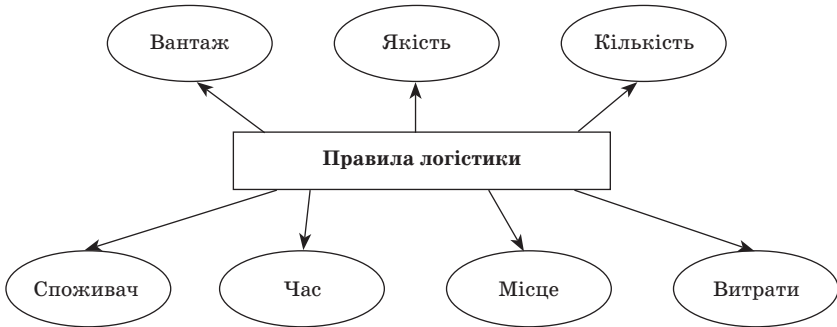 Вантаж
Якість
Кількість
Правила логістики
Споживач
Час
Місце
Витрати